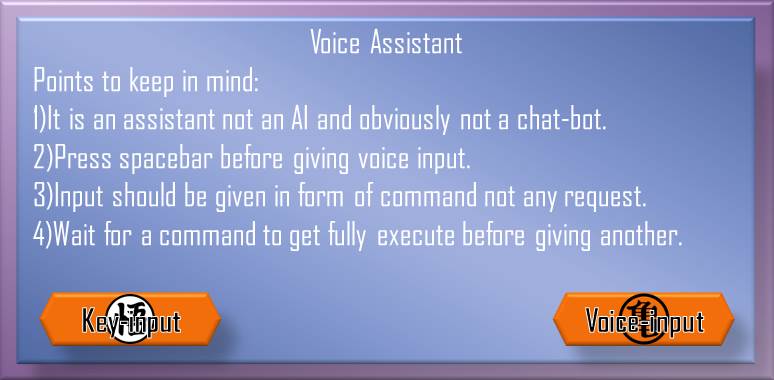 Voice Assistant
Points to keep in mind:
1)It is an assistant not an AI and obviously not a chat-bot.
2)Press spacebar before giving voice input.
3)Input should be given in form of command not any request.
4)Wait for a command to get fully execute before giving another.
悟
Key-input
亀
Voice-input